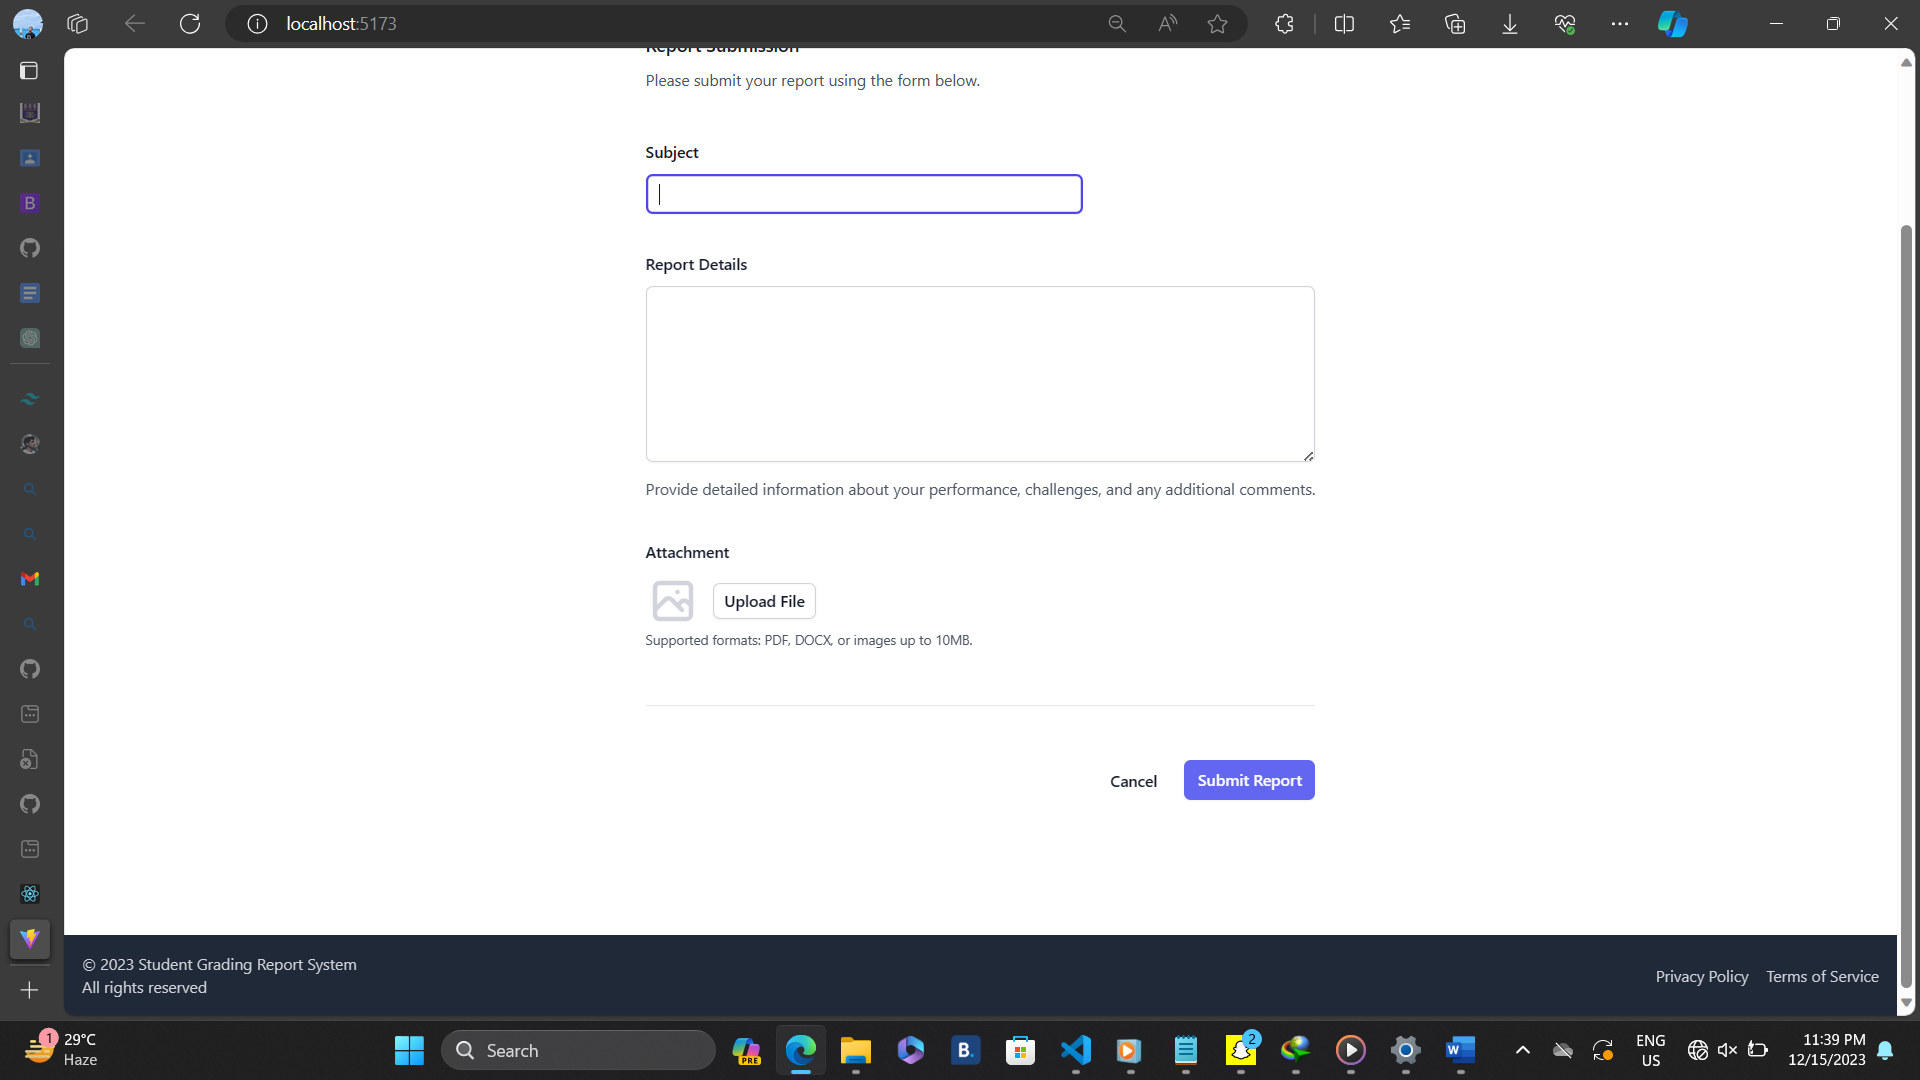 localhost:5173
Report Submission
Please submit your report using the form below.
Subject
Report Details
Provide detailed information about your performance, challenges, and any additional comments.
Attachment
Upload File
Supported formats: PDF, DOCX, or images up to 10MB.
Cancel
Submit Report
© 2023 Student Grading Report System
All rights reserved
Privacy Policy
Terms of Service
B
A
1
29°C
Haze
Search
PRE
B.
2
W
ENG
US
11:39 PM
12/15/2023